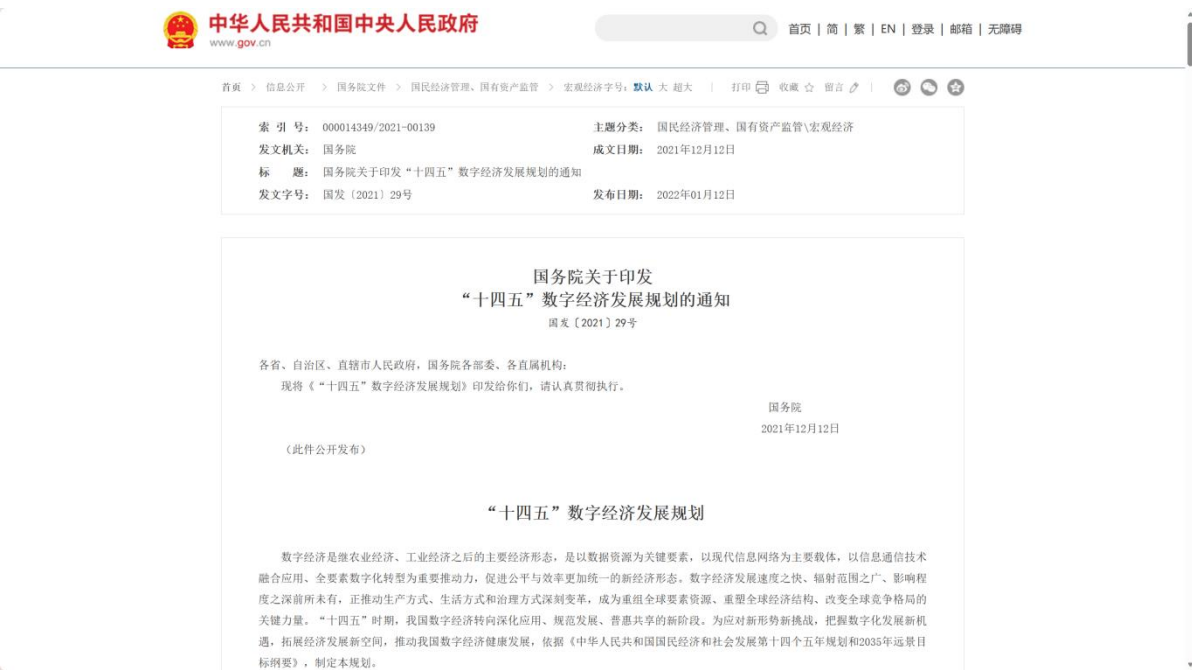 中华人民共和国中央人民政府
www.gov.cn
首页 | 简 | 繁 | EN | 登录 | 邮箱 | 无障碍
首页 > 信息公开 > 国务院文件 > 国民经济管理、国有资产监管 > 宏观经济 字号：默认 大 超大 | 打印 收藏 留言 |
索 引 号： 000014349/2021-00139 主题分类： 国民经济管理、国有资产监管\宏观经济
发文机关： 国务院 成文日期： 2021年12月12日
标 题： 国务院关于印发“十四五”数字经济发展规划的通知
发文字号： 国发〔2021〕29号 发布日期： 2022年01月12日
国务院关于印发
“十四五”数字经济发展规划的通知
国发〔2021〕29号
各省、自治区、直辖市人民政府，国务院各部委、各直属机构：
现将《“十四五”数字经济发展规划》印发给你们，请认真贯彻执行。
国务院
2021年12月12日
（此件公开发布）
“十四五”数字经济发展规划
数字经济是继农业经济、工业经济之后的主要经济形态，是以数据资源为关键要素，以现代信息网络为主要载体，以信息通信技术
融合应用、全要素数字化转型为重要推动力，促进公平与效率更加统一的新经济形态。数字经济发展速度之快、辐射范围之广、影响程
度之深前所未有，正推动生产方式、生活方式和治理方式深刻变革，成为重组全球要素资源、重塑全球经济结构、改变全球竞争格局的
关键力量。“十四五”时期，我国数字经济转向深化应用、规范发展、普惠共享的新阶段。为应对新形势新挑战，把握数字化发展新机
遇，拓展经济发展新空间，推动我国数字经济健康发展，依据《中华人民共和国国民经济和社会发展第十四个五年规划和2035年远景目
标纲要》，制定本规划。